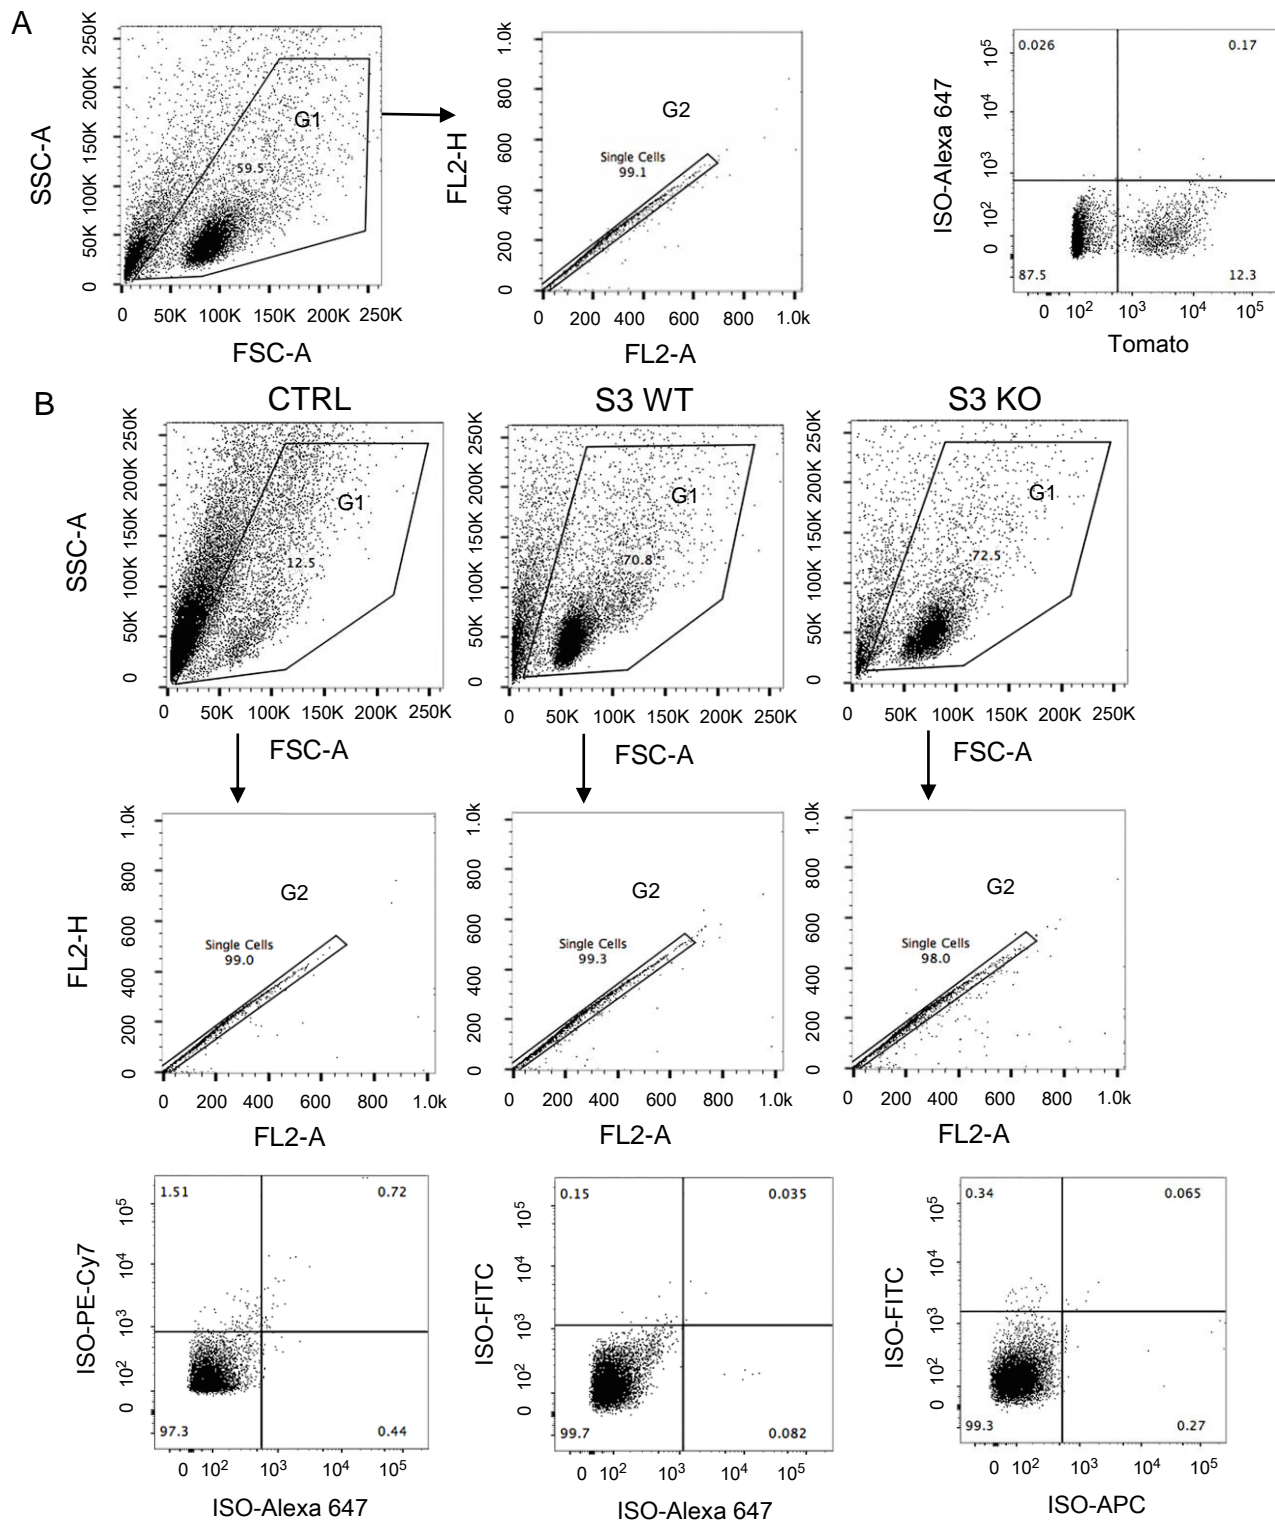 A
SSC-A
250K
200K
150K
100K
50K
0
G1
59.5
0 50K 100K 150K 200K 250K
FSC-A
FL2-H
1.0k
800
600
400
200
0
G2
Single Cells
99.1
0 200 400 600 800 1.0k
FL2-A
ISO-Alexa 647
10^5
10^4
10^3
10^2
0
0.026 0.17
87.5 12.3
0 10^2 10^3 10^4 10^5
Tomato
B
CTRL S3 WT S3 KO
SSC-A
250K
200K
150K
100K
50K
0
G1
12.5
0 50K 100K 150K 200K 250K
FSC-A
250K
200K
150K
100K
50K
0
G1
70.8
0 50K 100K 150K 200K 250K
FSC-A
250K
200K
150K
100K
50K
0
G1
72.5
0 50K 100K 150K 200K 250K
FSC-A
FL2-H
1.0k
800
600
400
200
0
G2
Single Cells
99.0
0 200 400 600 800 1.0k
FL2-A
1.0k
800
600
400
200
0
G2
Single Cells
99.3
0 200 400 600 800 1.0k
FL2-A
1.0k
800
600
400
200
0
G2
Single Cells
98.0
0 200 400 600 800 1.0k
FL2-A
ISO-PE-Cy7
10^5
10^4
10^3
10^2
0
1.51 0.72
97.3 0.44
0 10^2 10^3 10^4 10^5
ISO-Alexa 647
ISO-FITC
10^5
10^4
10^3
10^2
0
0.15 0.035
99.7 0.082
0 10^2 10^3 10^4 10^5
ISO-Alexa 647
ISO-FITC
10^5
10^4
10^3
10^2
0
0.34 0.065
99.3 0.27
0 10^2 10^3 10^4 10^5
ISO-APC